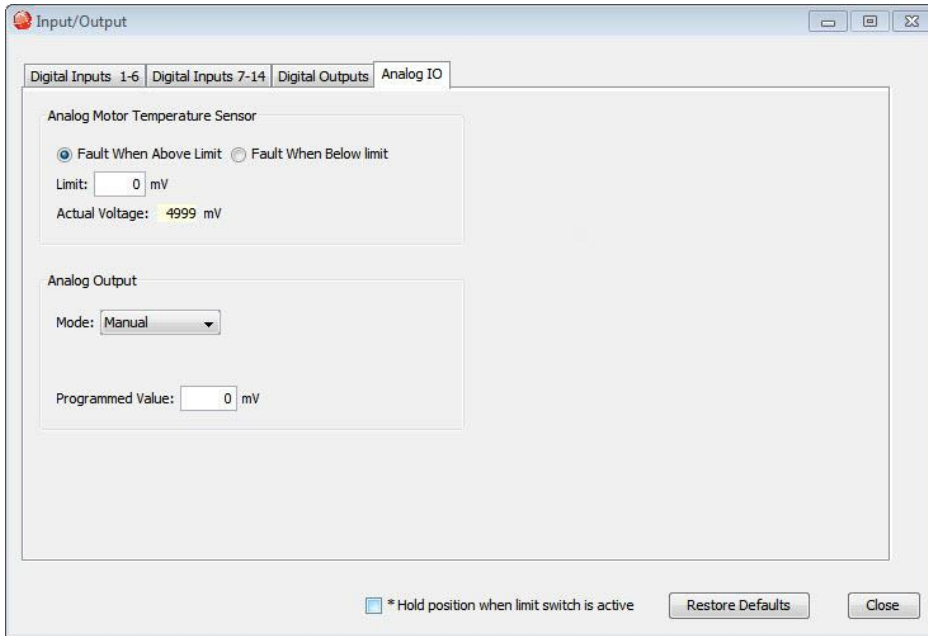 Input/Output
Digital Inputs 1-6 Digital Inputs 7-14 Digital Outputs Analog IO
Analog Motor Temperature Sensor
Fault When Above Limit Fault When Below limit
Limit: 0 mV
Actual Voltage: 4999 mV
Analog Output
Mode: Manual
Programmed Value: 0 mV
* Hold position when limit switch is active Restore Defaults Close